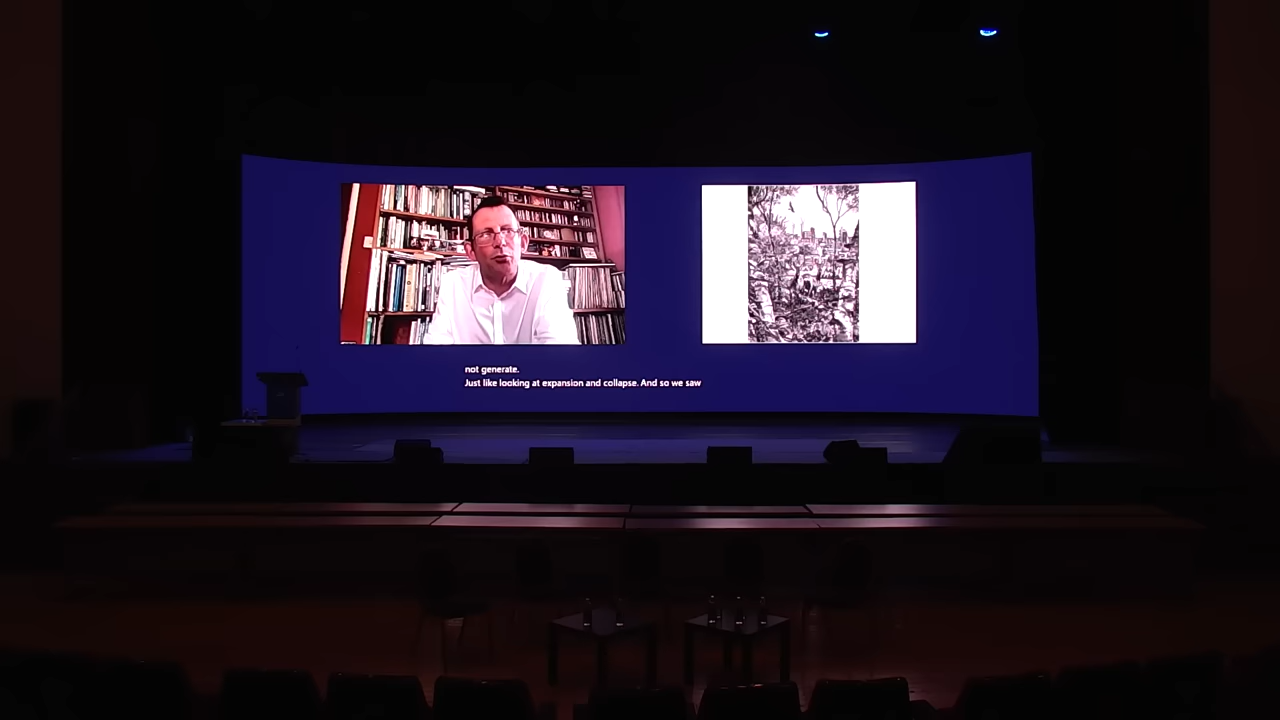 not generate.
Just like looking at expansion and collapse. And so we saw